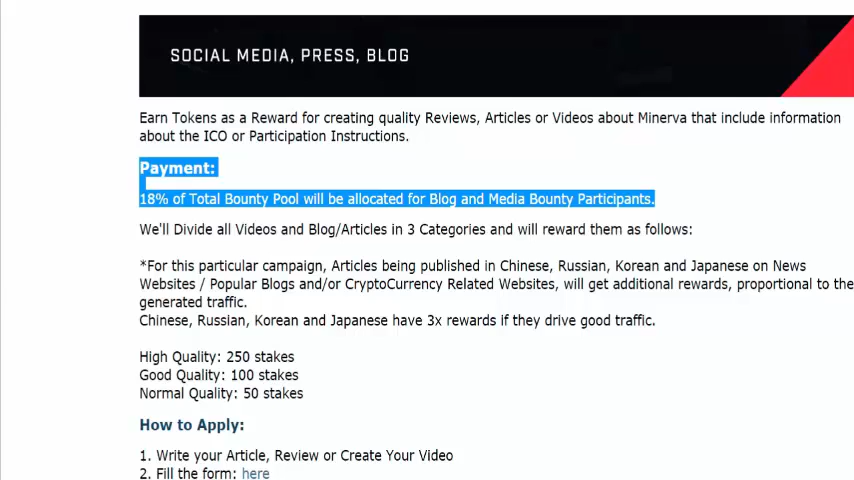 SOCIAL MEDIA, PRESS, BLOG
Earn Tokens as a Reward for creating quality Reviews, Articles or Videos about Minerva that include information
about the ICO or Participation Instructions.
Payment:
18% of Total Bounty Pool will be allocated for Blog and Media Bounty Participants.
We'll Divide all Videos and Blog/Articles in 3 Categories and will reward them as follows:
*For this particular campaign, Articles being published in Chinese, Russian, Korean and Japanese on News
Websites / Popular Blogs and/or CryptoCurrency Related Websites, will get additional rewards, proportional to the
generated traffic.
Chinese, Russian, Korean and Japanese have 3x rewards if they drive good traffic.
High Quality: 250 stakes
Good Quality: 100 stakes
Normal Quality: 50 stakes
How to Apply:
1. Write your Article, Review or Create Your Video
2. Fill the form: here